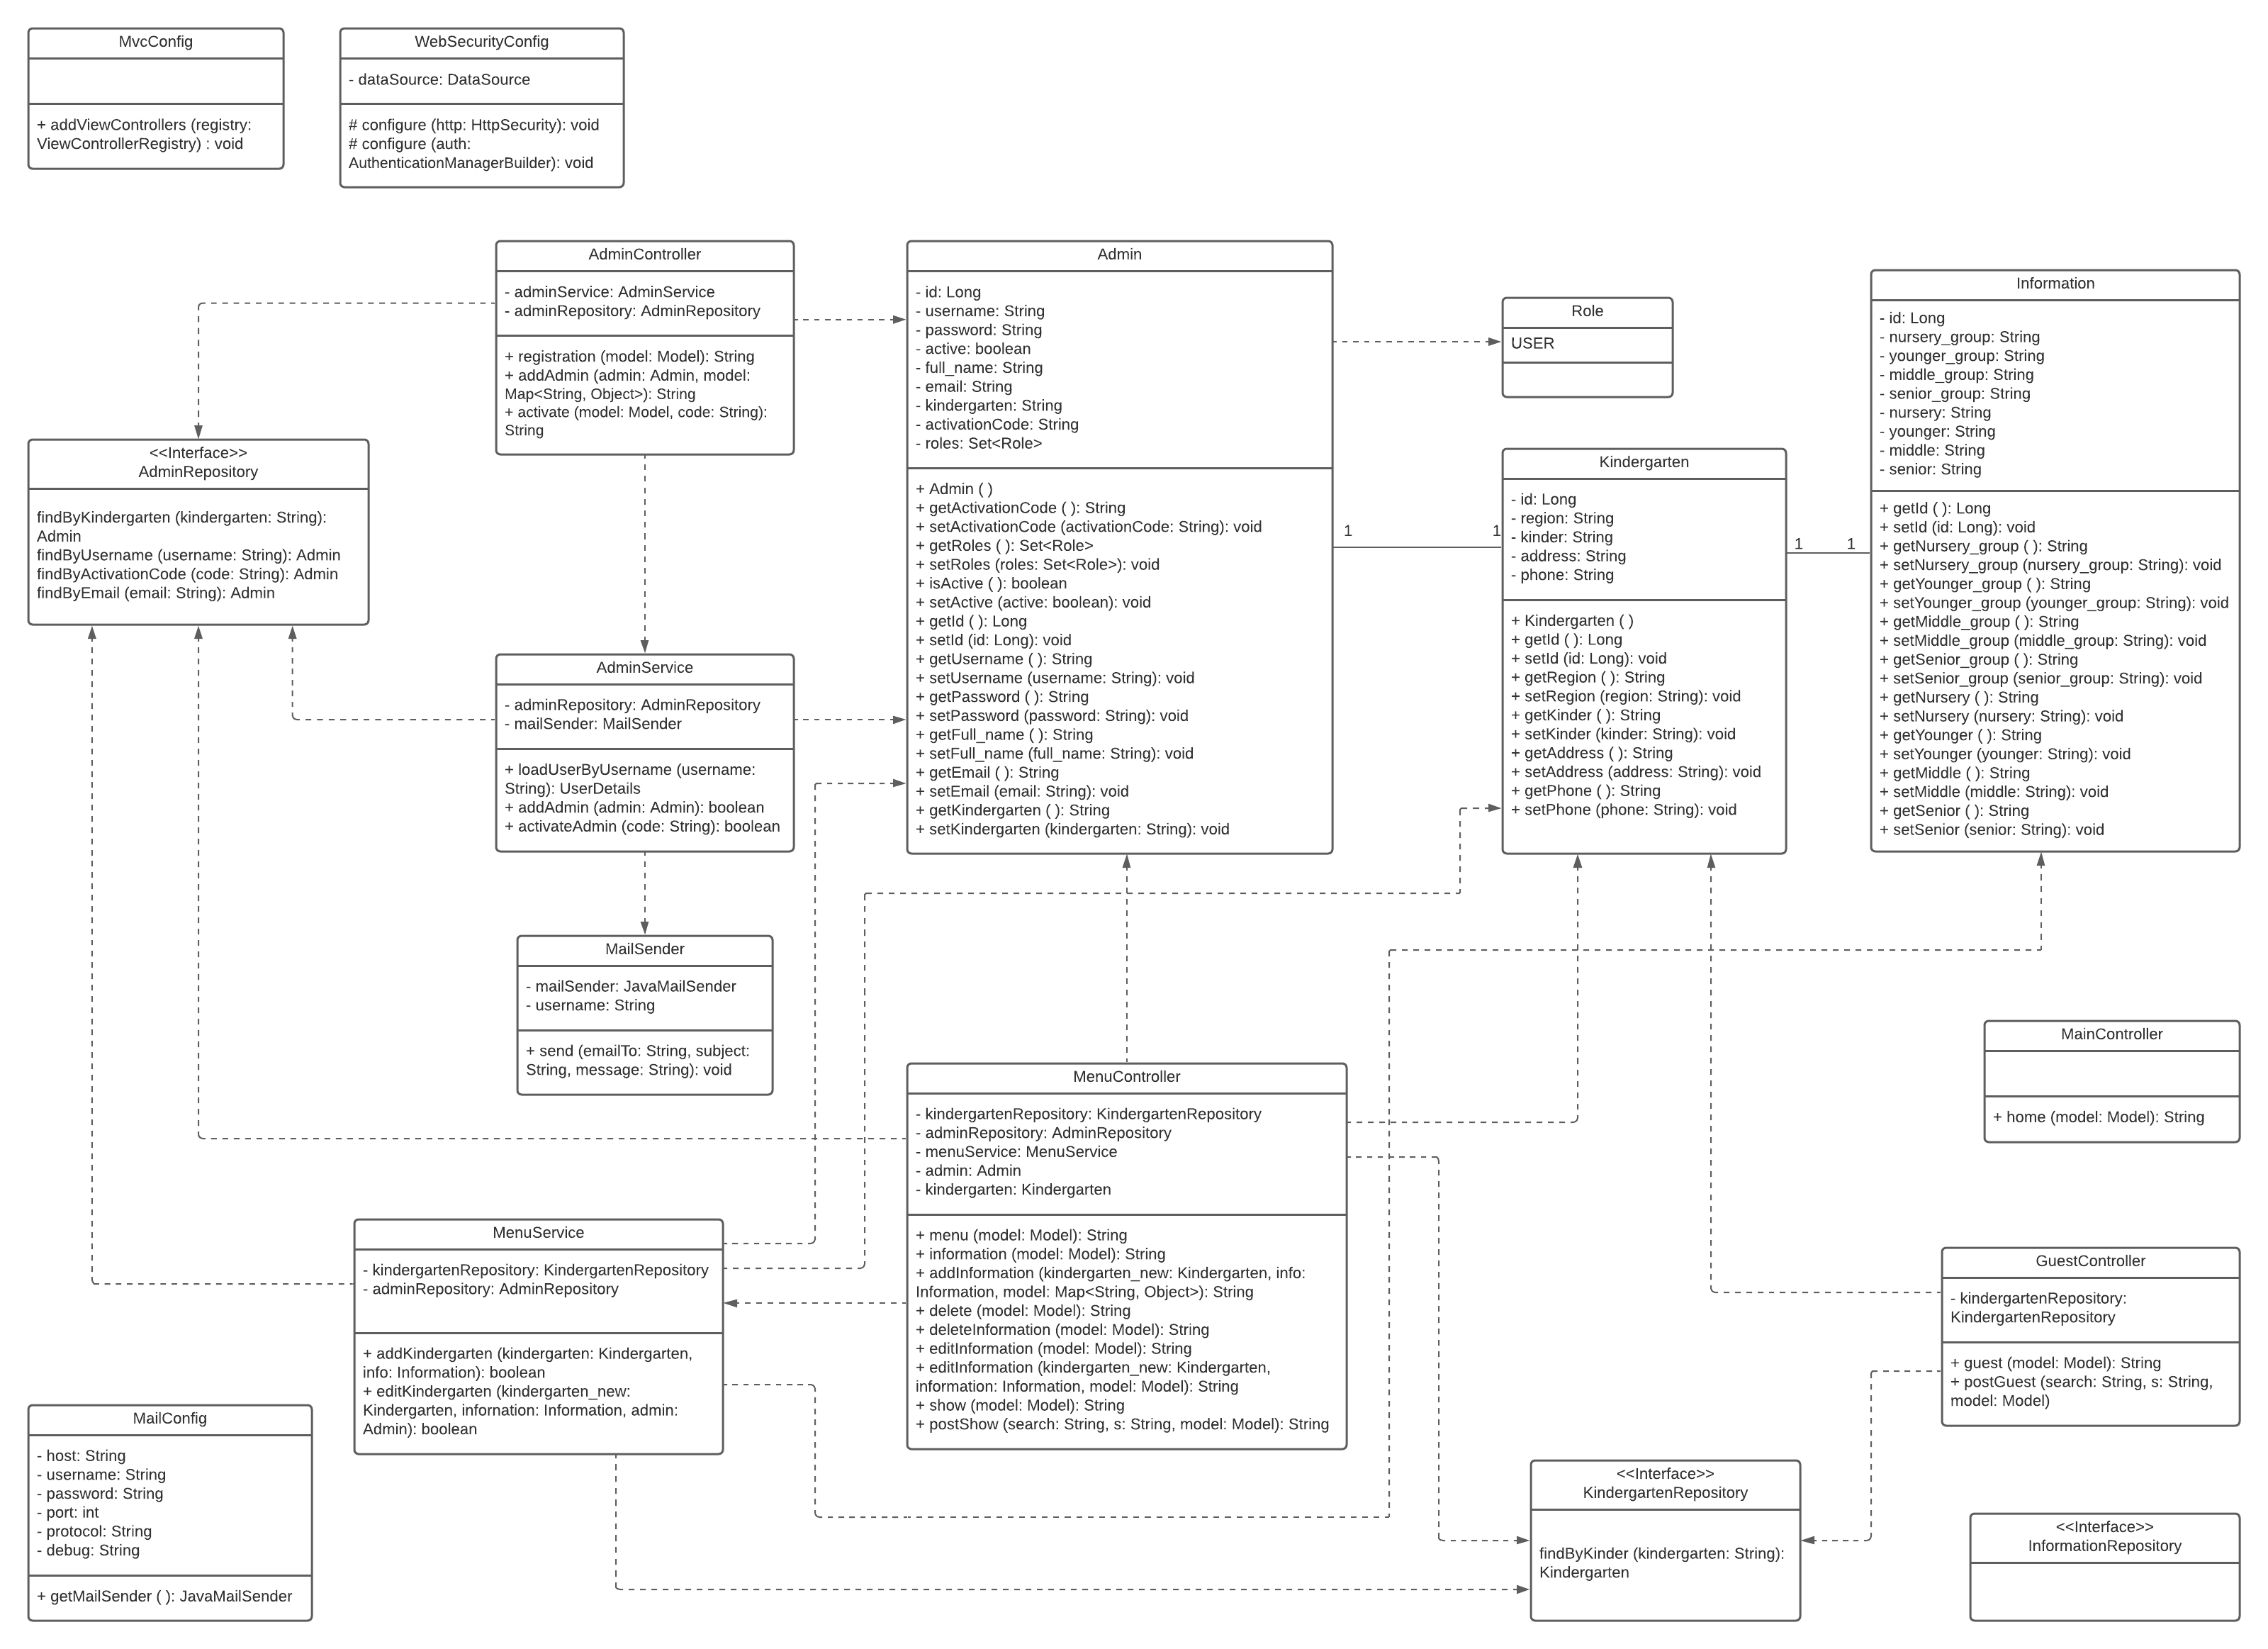 MvcConfig
+ addViewControllers (registry:
ViewControllerRegistry) : void
WebSecurityConfig
- dataSource: DataSource
# configure (http: HttpSecurity): void
# configure (auth:
AuthenticationManagerBuilder): void
AdminController
- adminService: AdminService
- adminRepository: AdminRepository
+ registration (model: Model): String
+ addAdmin (admin: Admin, model:
Map<String, Object>): String
+ activate (model: Model, code: String):
String
Admin
- id: Long
- username: String
- password: String
- active: boolean
- full_name: String
- email: String
- kindergarten: String
- activationCode: String
- roles: Set<Role>
+ Admin ( )
+ getActivationCode ( ): String
+ setActivationCode (activationCode: String): void
+ getRoles ( ): Set<Role>
+ setRoles (roles: Set<Role>): void
+ isActive ( ): boolean
+ setActive (active: boolean): void
+ getId ( ): Long
+ setId (id: Long): void
+ getUsername ( ): String
+ setUsername (username: String): void
+ getPassword ( ): String
+ setPassword (password: String): void
+ getFull_name ( ): String
+ setFull_name (full_name: String): void
+ getEmail ( ): String
+ setEmail (email: String): void
+ getKindergarten ( ): String
+ setKindergarten (kindergarten: String): void
Role
USER
1
1
Kindergarten
- id: Long
- region: String
- kinder: String
- address: String
- phone: String
+ Kindergarten ( )
+ getId ( ): Long
+ setId (id: Long): void
+ getRegion ( ): String
+ setRegion (region: String): void
+ getKinder ( ): String
+ setKinder (kinder: String): void
+ getAddress ( ): String
+ setAddress (address: String): void
+ getPhone ( ): String
+ setPhone (phone: String): void
1
1
Information
- id: Long
- nursery_group: String
- younger_group: String
- middle_group: String
- senior_group: String
- nursery: String
- younger: String
- middle: String
- senior: String
+ getId ( ): Long
+ setId (id: Long): void
+ getNursery_group ( ): String
+ setNursery_group (nursery_group: String): void
+ getYounger_group ( ): String
+ setYounger_group (younger_group: String): void
+ getMiddle_group ( ): String
+ setMiddle_group (middle_group: String): void
+ getSenior_group ( ): String
+ setSenior_group (senior_group: String): void
+ getNursery ( ): String
+ setNursery (nursery: String): void
+ getYounger ( ): String
+ setYounger (younger: String): void
+ getMiddle ( ): String
+ setMiddle (middle: String): void
+ getSenior ( ): String
+ setSenior (senior: String): void
<<Interface>>
AdminRepository
findByKindergarten (kindergarten: String):
Admin
findByUsername (username: String): Admin
findByActivationCode (code: String): Admin
findByEmail (email: String): Admin
AdminService
- adminRepository: AdminRepository
- mailSender: MailSender
+ loadUserByUsername (username:
String): UserDetails
+ addAdmin (admin: Admin): boolean
+ activateAdmin (code: String): boolean
MailSender
- mailSender: JavaMailSender
- username: String
+ send (emailTo: String, subject:
String, message: String): void
MenuController
- kindergartenRepository: KindergartenRepository
- adminRepository: AdminRepository
- menuService: MenuService
- admin: Admin
- kindergarten: Kindergarten
+ menu (model: Model): String
+ information (model: Model): String
+ addInformation (kindergarten_new: Kindergarten, info:
Information, model: Map<String, Object>): String
+ delete (model: Model): String
+ deleteInformation (model: Model): String
+ editInformation (model: Model): String
+ editInformation (kindergarten_new: Kindergarten,
information: Information, model: Model): String
+ show (model: Model): String
+ postShow (search: String, s: String, model: Model): String
MainController
+ home (model: Model): String
MenuService
- kindergartenRepository: KindergartenRepository
- adminRepository: AdminRepository
+ addKindergarten (kindergarten: Kindergarten,
info: Information): boolean
+ editKindergarten (kindergarten_new:
Kindergarten, infornation: Information, admin:
Admin): boolean
GuestController
- kindergartenRepository:
KindergartenRepository
+ guest (model: Model): String
+ postGuest (search: String, s: String,
model: Model)
MailConfig
- host: String
- username: String
- password: String
- port: int
- protocol: String
- debug: String
+ getMailSender ( ): JavaMailSender
<<Interface>>
KindergartenRepository
findByKinder (kindergarten: String):
Kindergarten
<<Interface>>
InformationRepository